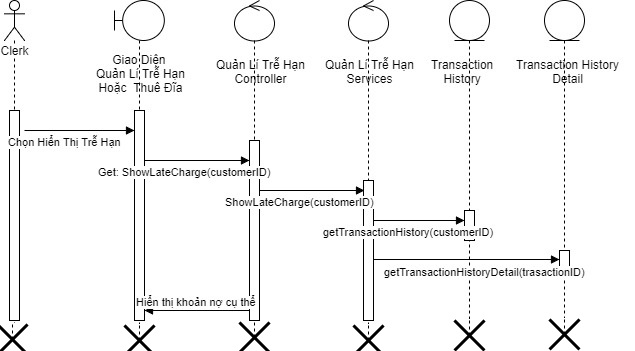 Clerk
Giao Diện
Quản Lí Trễ Hạn
Hoặc Thuê Đĩa
Quản Lí Trễ Hạn
Controller
Quản Lí Trễ Hạn
Services
Transaction
History
Transaction History
Detail
Chọn Hiển Thị Trễ Hạn
Get: ShowLateCharge(customerID)
ShowLateCharge(customerID)
getTransactionHistory(customerID)
getTransactionHistoryDetail(trasactionID)
Hiển thị khoản nợ cụ thể